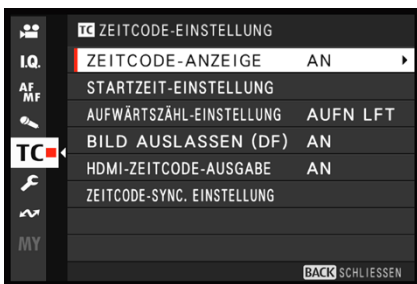 TC ZEITCODE-EINSTELLUNG
I.Q. ZEITCODE-ANZEIGE AN
AF MF STARTZEIT-EINSTELLUNG
AUFWÄRTSZÄHL-EINSTELLUNG AUFN LFT
TC BILD AUSLASSEN (DF) AN
HDMI-ZEITCODE-AUSGABE AN
ZEITCODE-SYNC. EINSTELLUNG
MY
BACK SCHLIESSEN